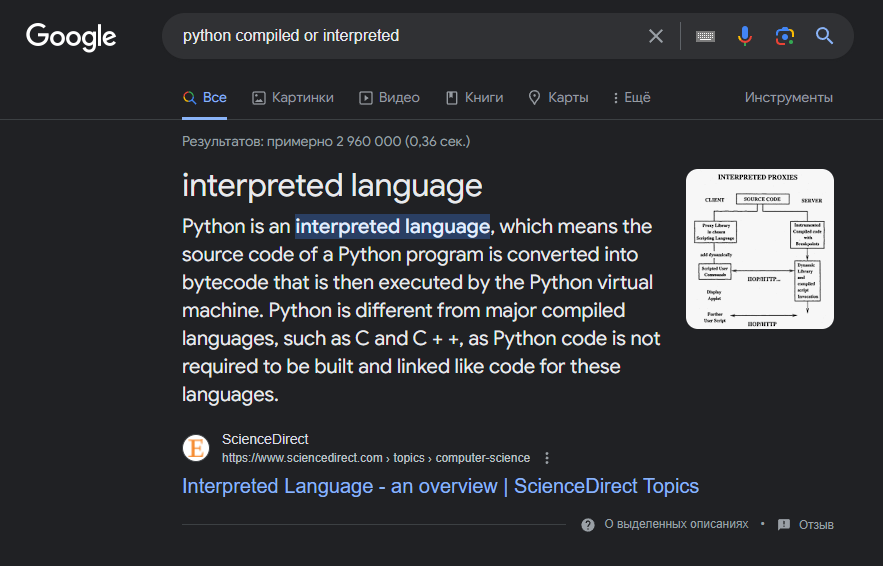 Google
python compiled or interpreted
Все Картинки Видео Книги Карты Ещё Инструменты
Результатов: примерно 2 960 000 (0,36 сек.)
interpreted language
Python is an interpreted language, which means the
source code of a Python program is converted into
bytecode that is then executed by the Python virtual
machine. Python is different from major compiled
languages, such as C and C + +, as Python code is not
required to be built and linked like code for these
languages.
INTERPRETED PROXIES
CLIENT
SOURCE CODE
SERVER
Proxy Library
in chosen
Scripting Language
Instrumented
Compiled code
with
Breakpoints
add dynamically
Scripted User
Commands
IIOP/HTTP...
Dynamic
Library
and
compiled
script
Invocation
Display
Applet
Further
User Script
IIOP/HTTP
ScienceDirect
https://www.sciencedirect.com › topics › computer-science
Interpreted Language - an overview | ScienceDirect Topics
О выделенных описаниях • Отзыв